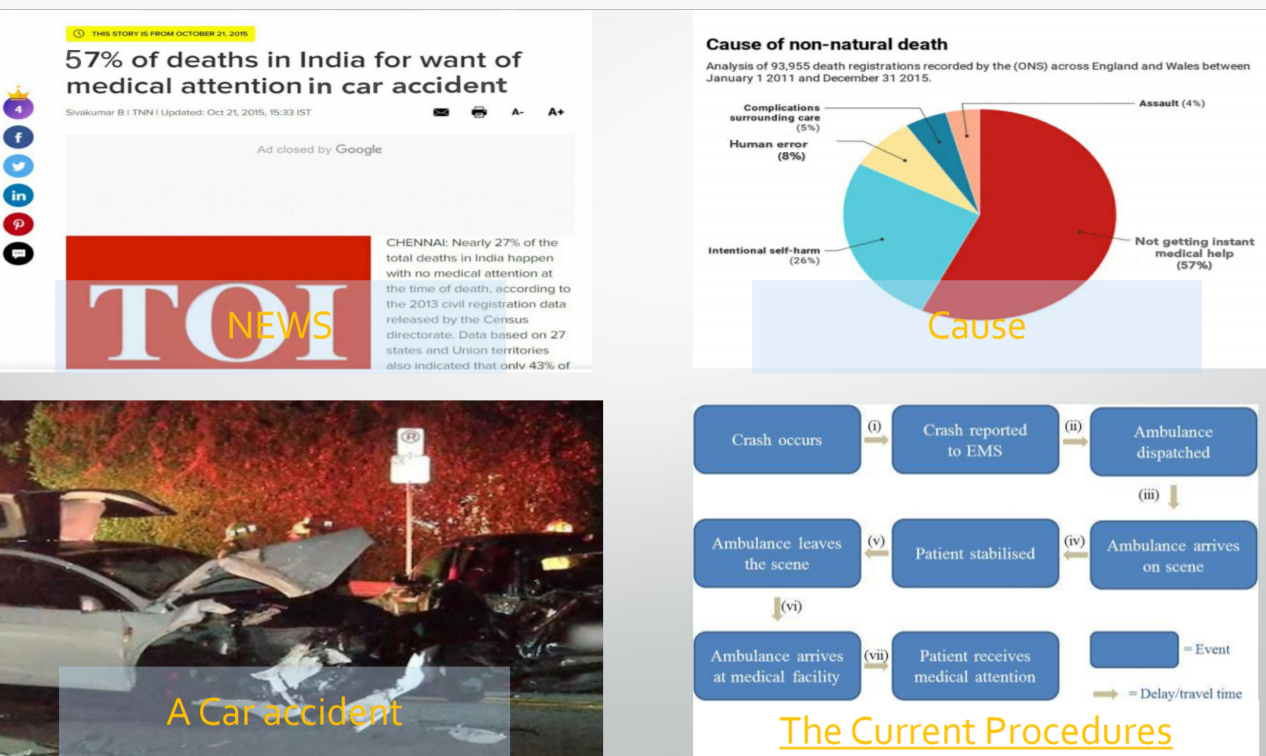 THIS STORY IS FROM OCTOBER 21, 2015
57% of deaths in India for want of
medical attention in car accident
Sivakumar B | TNN | Updated: Oct 21, 2015, 15:33 IST
A- A+
4
f
in
Ad closed by Google
TOI
CHENNAI: Nearly 27% of the
total deaths in India happen
with no medical attention at
the time of death, according to
the 2013 civil registration data
released by the Census
directorate. Data based on 27
states and Union territories
also indicated that only 43% of
NEWS
Cause of non-natural death
Analysis of 93,955 death registrations recorded by the (ONS) across England and Wales between
January 1 2011 and December 31 2015.
Complications
surrounding care
(5%)
Assault (4%)
Human error
(8%)
Intentional self-harm
(26%)
Not getting instant
medical help
(57%)
Cause
R
A Car accident
Crash occurs
(i)
Crash reported
to EMS
(ii)
Ambulance
dispatched
(iii)
Ambulance leaves
the scene
(v)
Patient stabilised
(iv)
Ambulance arrives
on scene
(vi)
Ambulance arrives
at medical facility
(vii)
Patient receives
medical attention
= Event
= Delay/travel time
The Current Procedures